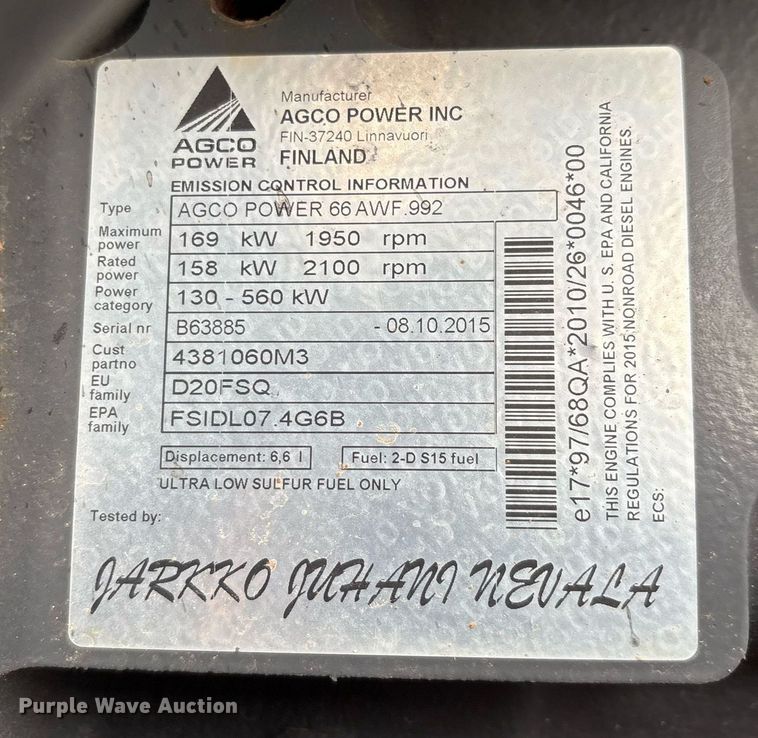 AGCO
POWER
Manufacturer
AGCO POWER INC
FIN-37240 Linnavuori
FINLAND
EMISSION CONTROL INFORMATION
Type AGCO POWER 66 AWF.992
Maximum power 169 kW 1950 rpm
Rated power 158 kW 2100 rpm
Power category 130 - 560 kW
Serial nr B63885 - 08.10.2015
Cust partno 4381060M3
EU family D20FSQ
EPA family FSIDL07.4G6B
Displacement: 6,6 l Fuel: 2-D S15 fuel
ULTRA LOW SULFUR FUEL ONLY
Tested by:
JARKKO JUHANI NEVALA
e17*97/68QA*2010/26*0046*00
THIS ENGINE COMPLIES WITH U. S. EPA AND CALIFORNIA
REGULATIONS FOR 2015 NONROAD DIESEL ENGINES.
ECS:
Purple Wave Auction